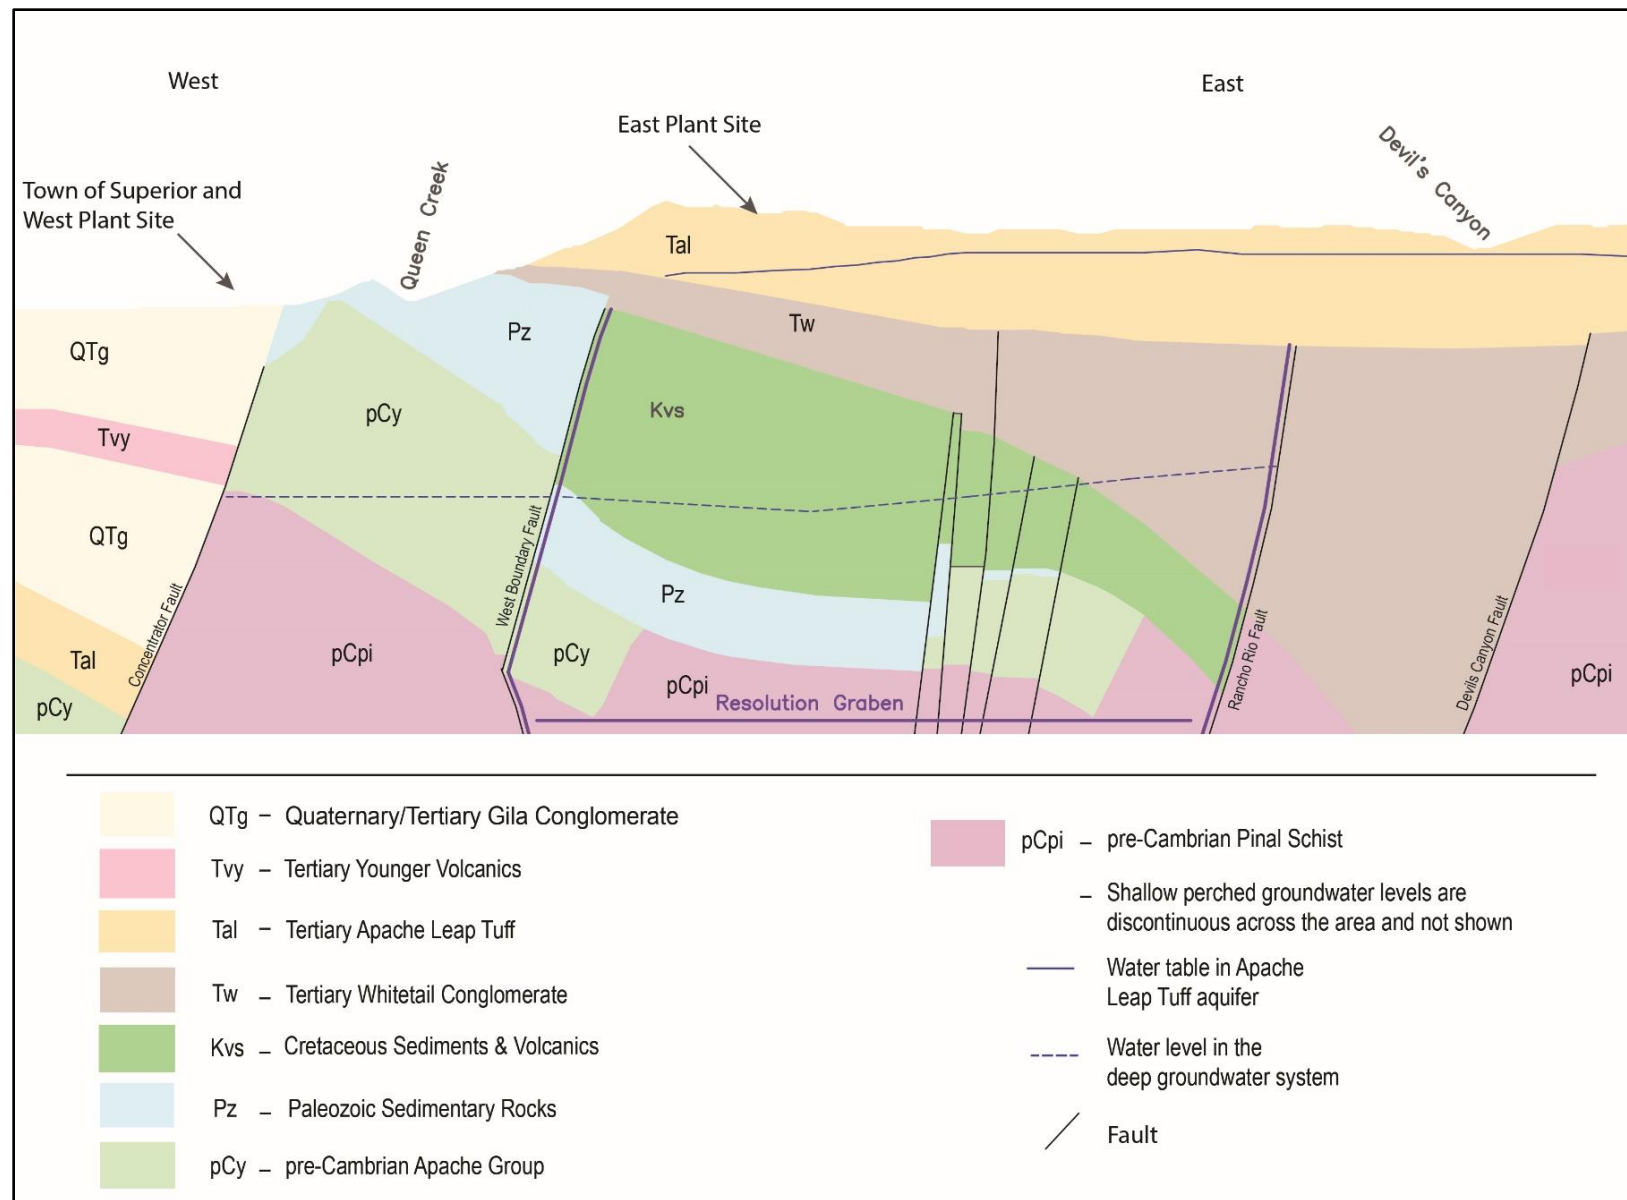 West
East
East Plant Site
Devil's Canyon
Queen Creek
Town of Superior and
West Plant Site
Tal
QTg
Pz
Tw
pCy
Kvs
Tvy
QTg
West Boundary Fault
Pz
Concentrator Fault
Tal
pCpi
pCy
pCpi
Rancho Rio Fault
Devils Canyon Fault
pCpi
pCy
Resolution Graben
QTg – Quaternary/Tertiary Gila Conglomerate
Tvy – Tertiary Younger Volcanics
Tal – Tertiary Apache Leap Tuff
Tw – Tertiary Whitetail Conglomerate
Kvs – Cretaceous Sediments & Volcanics
Pz – Paleozoic Sedimentary Rocks
pCy – pre-Cambrian Apache Group
pCpi – pre-Cambrian Pinal Schist
– Shallow perched groundwater levels are
discontinuous across the area and not shown
Water table in Apache
Leap Tuff aquifer
Water level in the
deep groundwater system
Fault